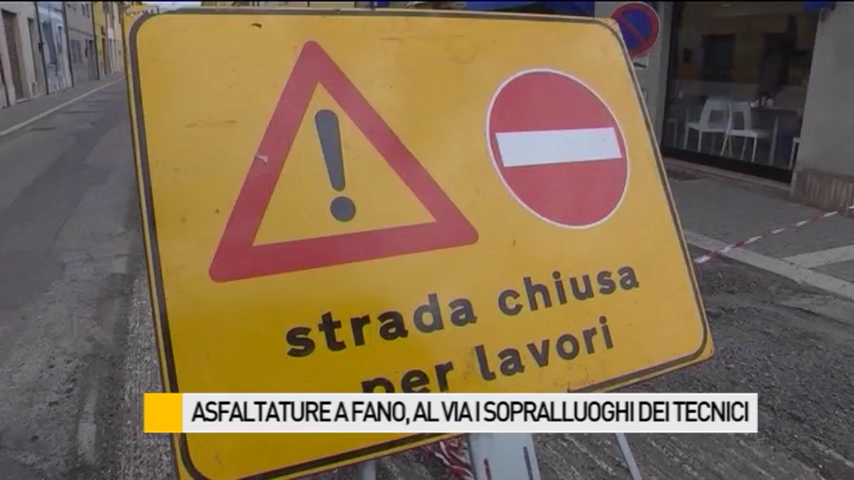 strada chiusa
per lavori
ASFALTATURE A FANO, AL VIA I SOPRALLUOGHI DEI TECNICI